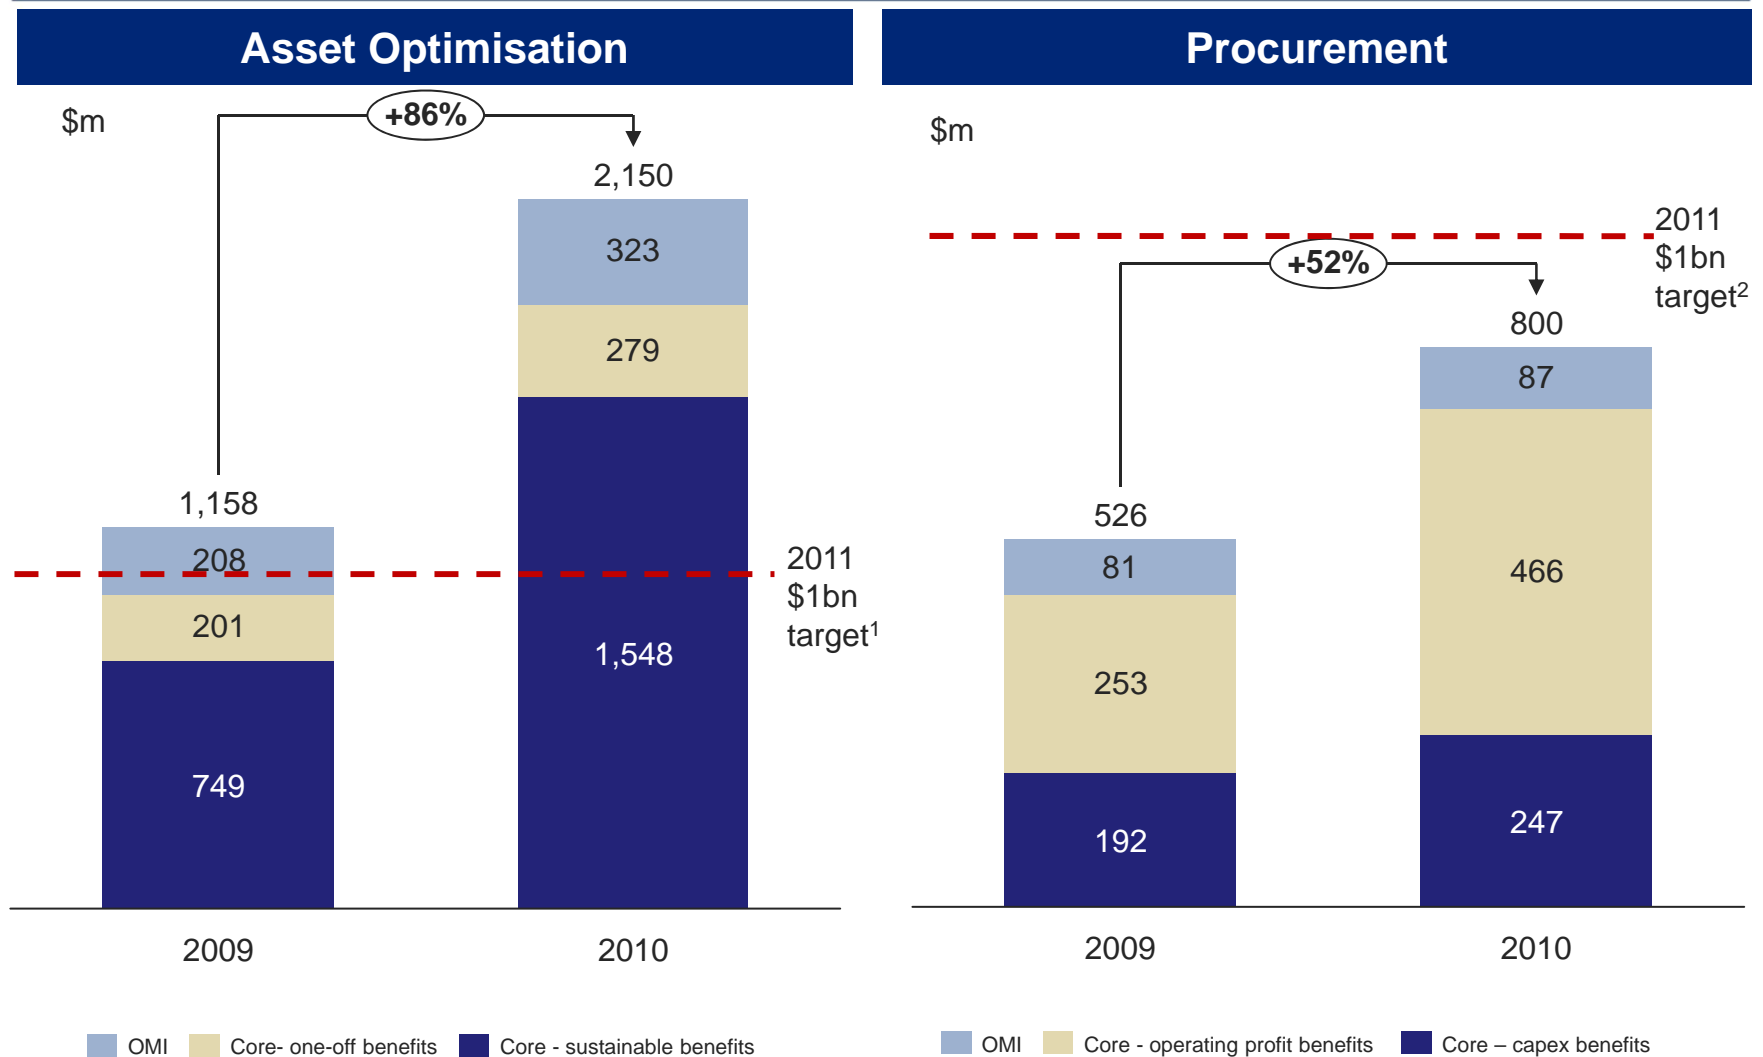 Asset Optimisation
$m
+86%
2,150
323
279
1,548
1,158
208
201
749
2011
$1bn
target1
2009
2010
OMI
Core- one-off benefits
Core - sustainable benefits
Procurement
$m
2011
$1bn
target2
+52%
800
87
466
247
526
81
253
192
2009
2010
OMI
Core - operating profit benefits
Core – capex benefits